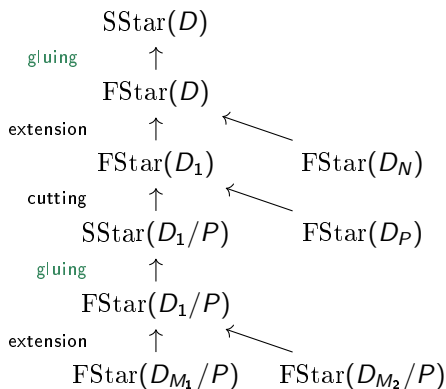 SStar(D)
gluing
FStar(D)
extension
FStar(D₁) FStar(D_N)
cutting
SStar(D₁/P) FStar(D_P)
gluing
FStar(D₁/P)
extension
FStar(D_{M₁}/P) FStar(D_{M₂}/P)